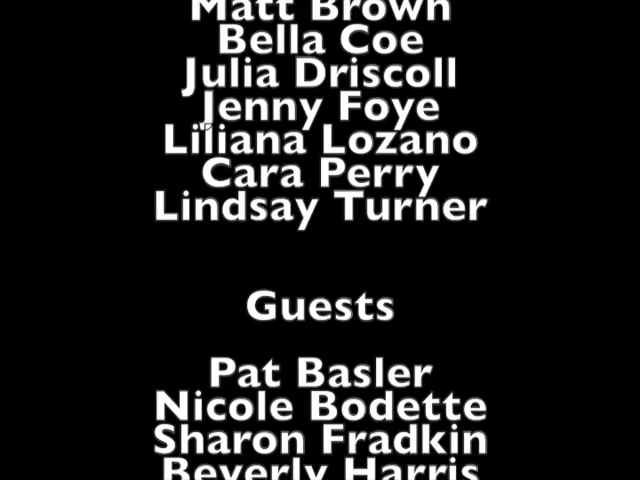 Matt Brown
Bella Coe
Julia Driscoll
Jenny Foye
Liliana Lozano
Cara Perry
Lindsay Turner
Guests
Pat Basler
Nicole Bodette
Sharon Fradkin
Beverly Harris